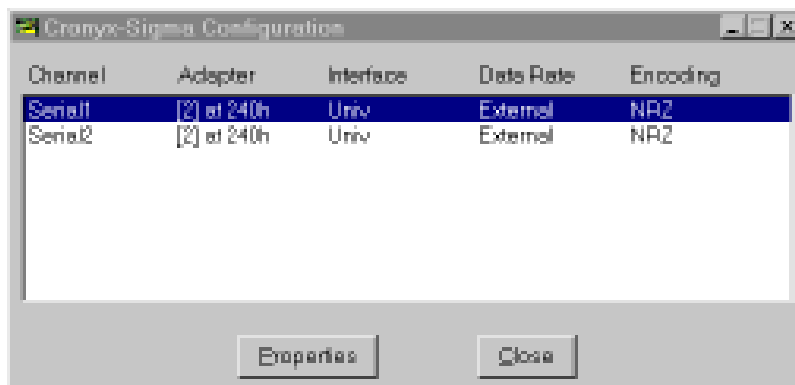 Cronyx-Sigma Configuration
Channel Adapter Interface Data Rate Encoding
Serial1 [2] at 240h Univ External NRZ
Serial2 [2] at 240h Univ External NRZ
Properties Close